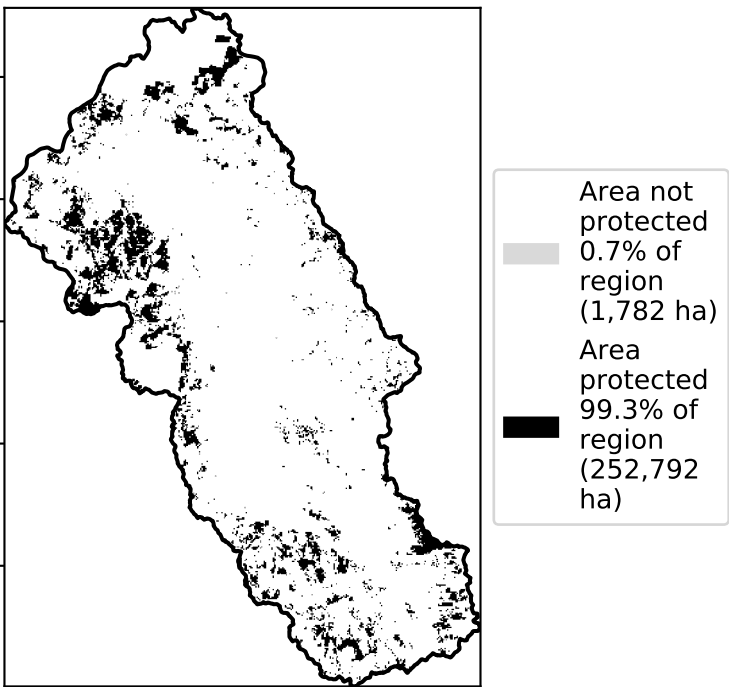 Area not
protected
0.7% of
region
(1,782 ha)
Area
protected
99.3% of
region
(252,792
ha)